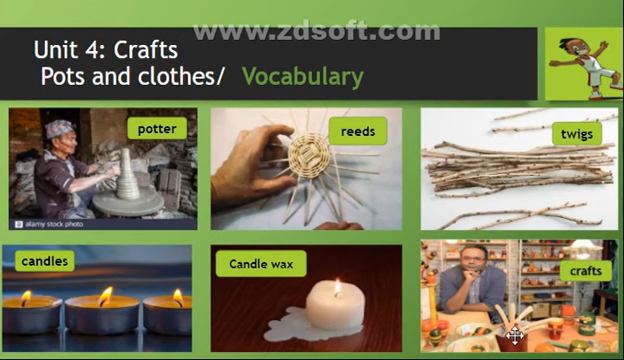 www.zdsoft.com
Unit 4: Crafts
Pots and clothes/ Vocabulary
potter
reeds
twigs
a alamy stock photo
candles
Candle wax
crafts